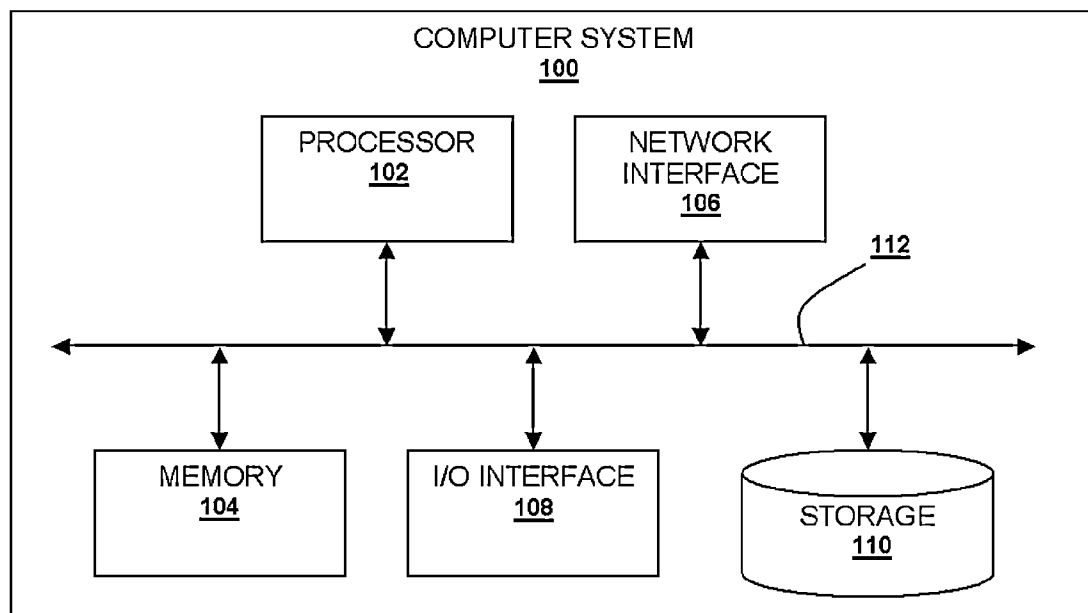 COMPUTER SYSTEM
100
PROCESSOR
102
NETWORK
INTERFACE
106
112
MEMORY
104
I/O INTERFACE
108
STORAGE
110